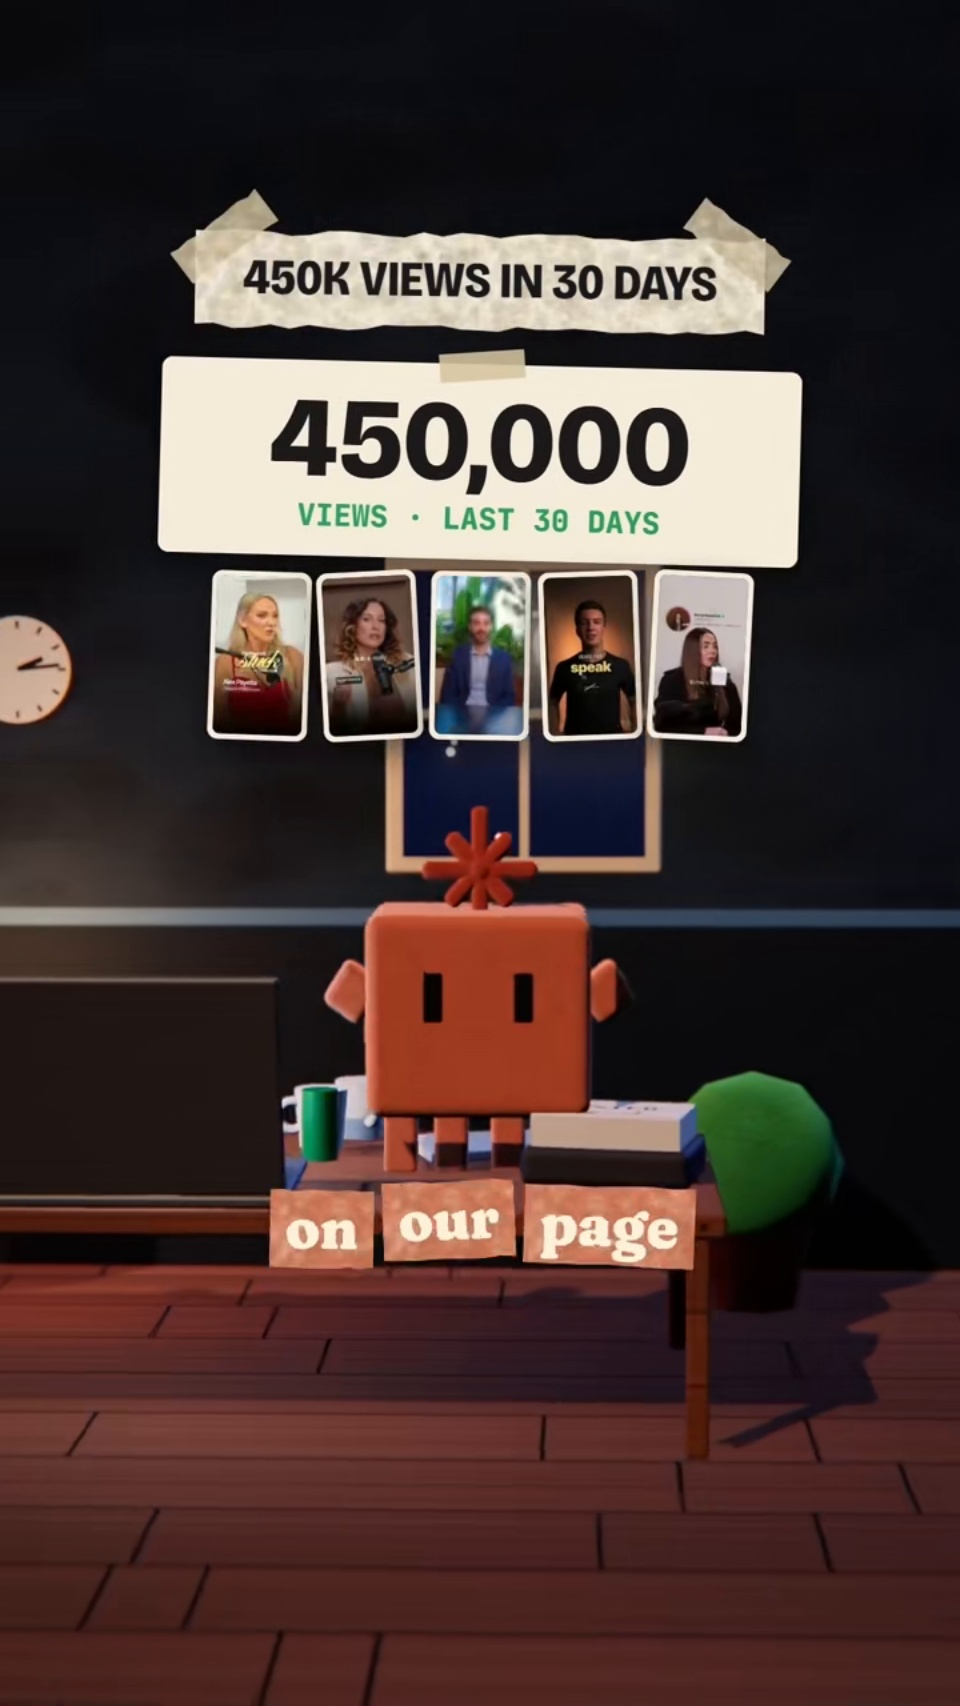 450K VIEWS IN 30 DAYS
450,000
VIEWS · LAST 30 DAYS
speak
on our page